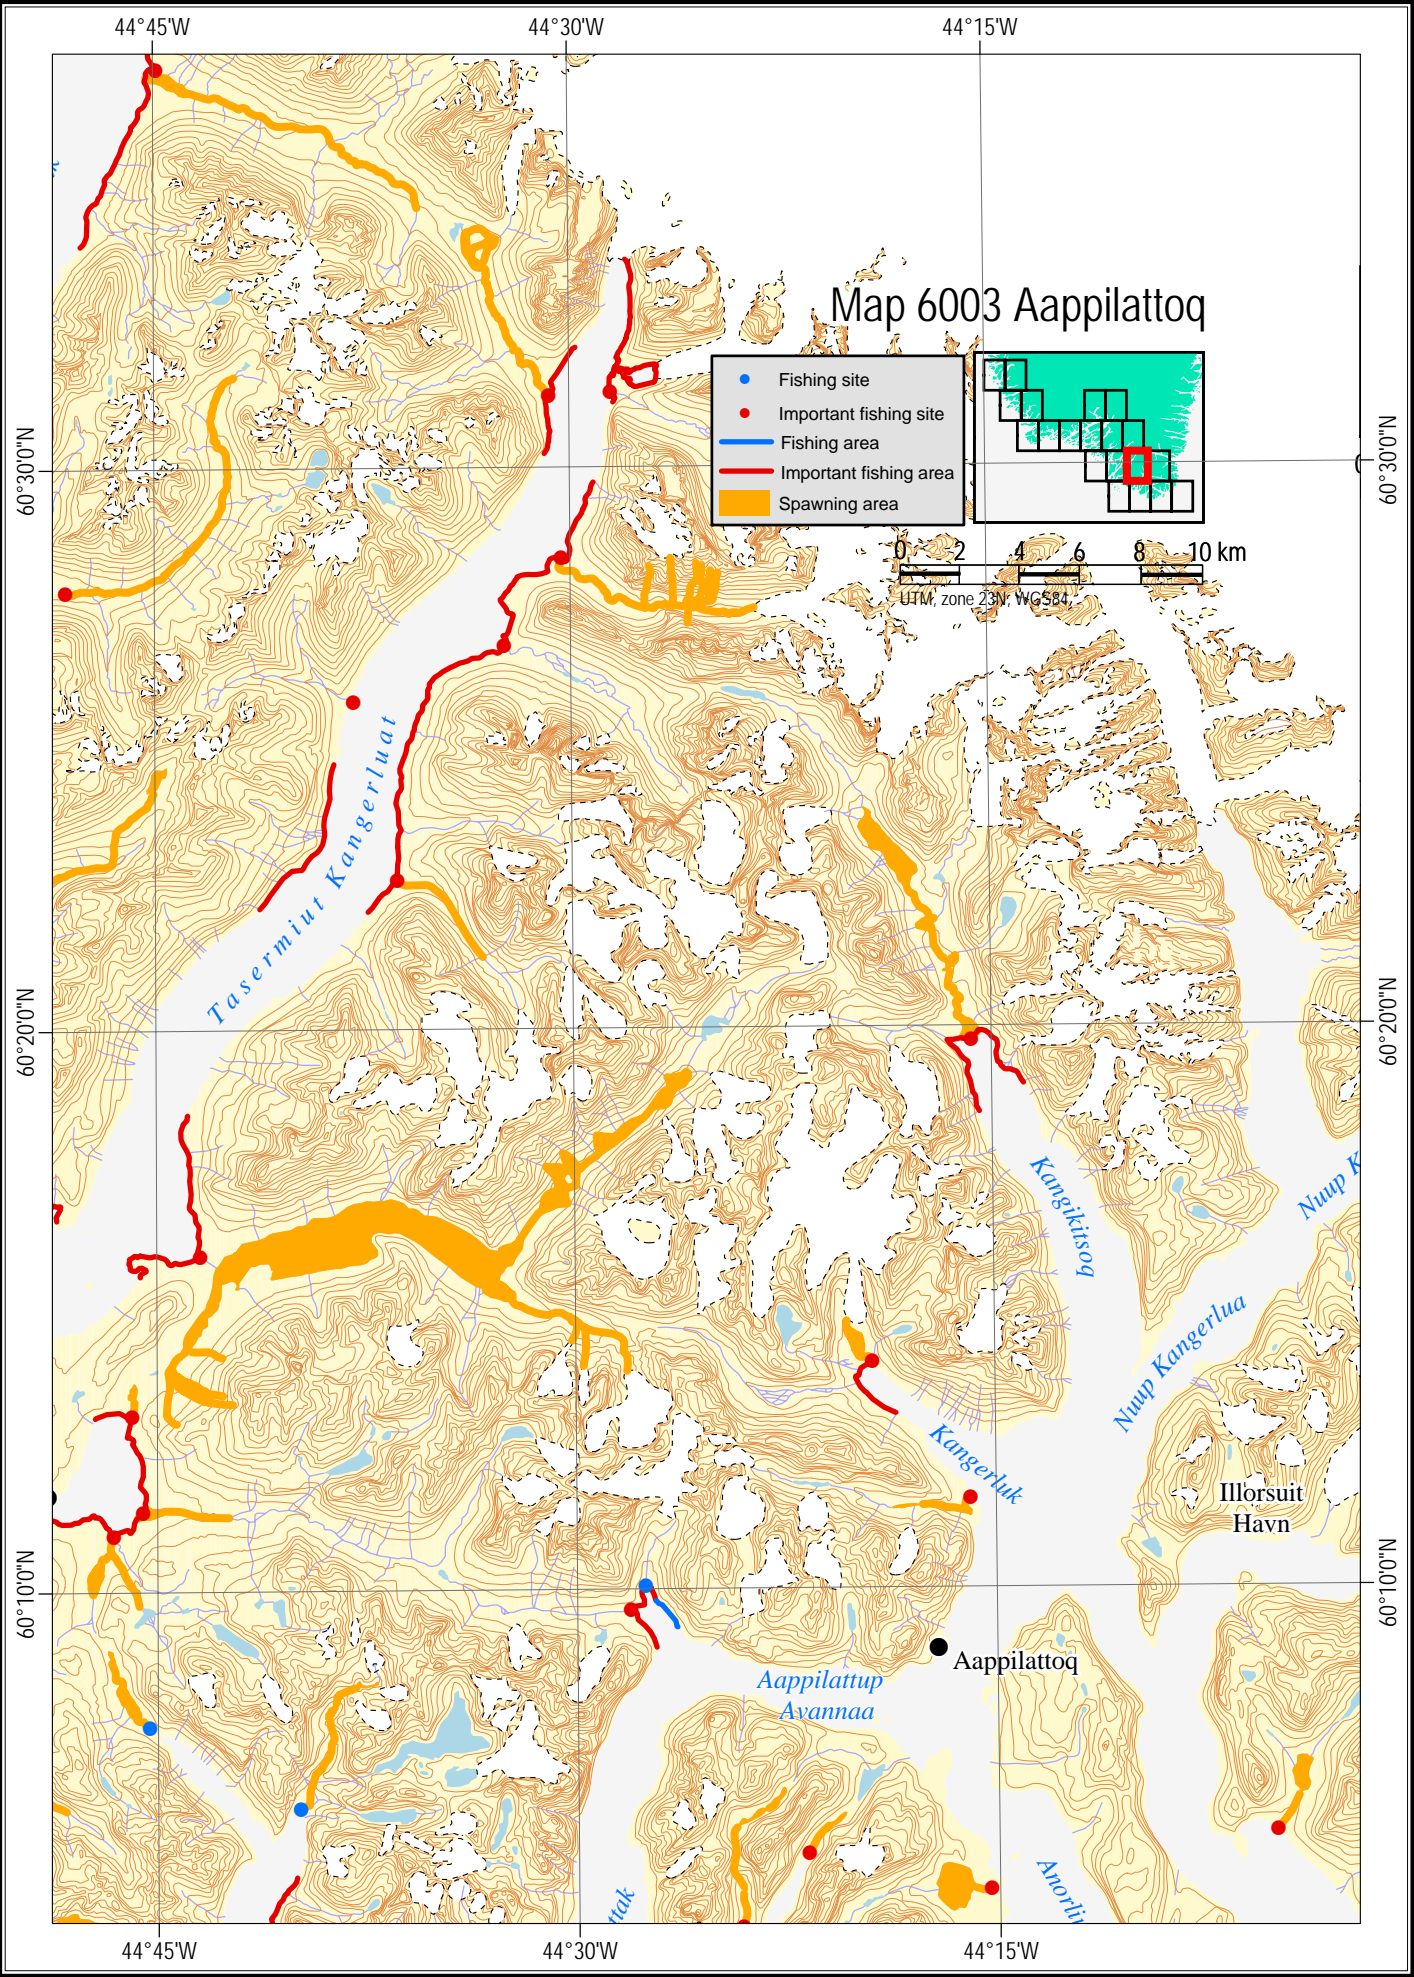 44°45'W
44°30'W
44°15'W
Map 6003 Aappilattoq
Fishing site
Important fishing site
Fishing area
Important fishing area
Spawning area
60°30'0"N
60°30'0"N
0 2 4 6 8 10 km
UTM, zone 23N, WGS84,
Tasermiut Kangerluat
60°20'0"N
60°20'0"N
Kangikitsoq
Nuup K
Nuup Kangerlua
Kangerluk
Illorsuit
Havn
60°10'0"N
60°10'0"N
Aappilattoq
Aappilattup
Avannaa
ttak
Anorliu
44°45'W
44°30'W
44°15'W